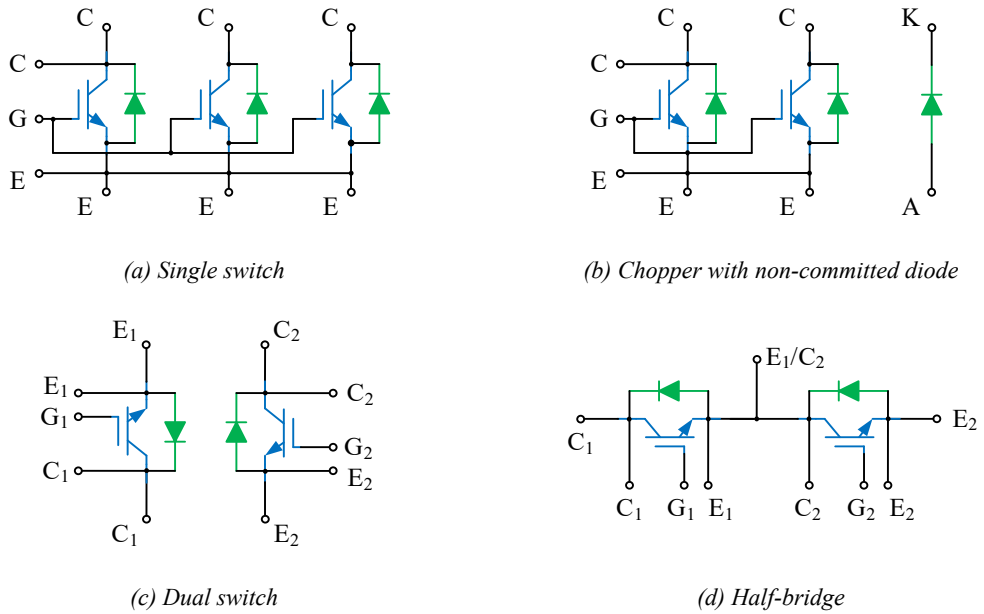 C C C
C
G
E
E E E
(a) Single switch
C C K
C
G
E
E E A
(b) Chopper with non-committed diode
E₁ C₂
E₁ C₂
G₁ G₂
C₁ E₂
C₁ E₂
(c) Dual switch
E₁/C₂
C₁ E₂
C₁ G₁ E₁ C₂ G₂ E₂
(d) Half-bridge